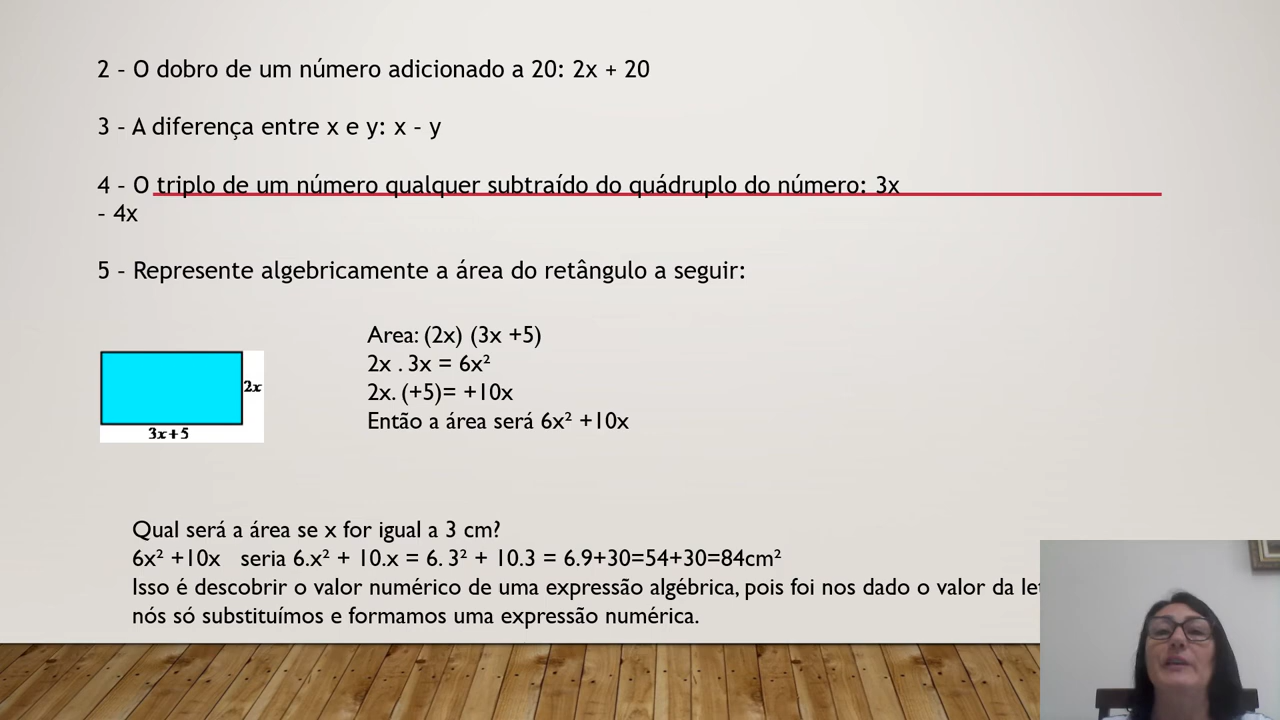 2 – O dobro de um número adicionado a 20: 2x + 20
3 – A diferença entre x e y: x – y
4 – O triplo de um número qualquer subtraído do quádruplo do número: 3x
– 4x
5 – Represente algebricamente a área do retângulo a seguir:
Area: (2x) (3x +5)
2x . 3x = 6x²
2x. (+5)= +10x
Então a área será 6x² +10x
2x
3x+5
Qual será a área se x for igual a 3 cm?
6x² +10x seria 6.x² + 10.x = 6. 3² + 10.3 = 6.9+30=54+30=84cm²
Isso é descobrir o valor numérico de uma expressão algébrica, pois foi nos dado o valor da
nós só substituímos e formamos uma expressão numérica.